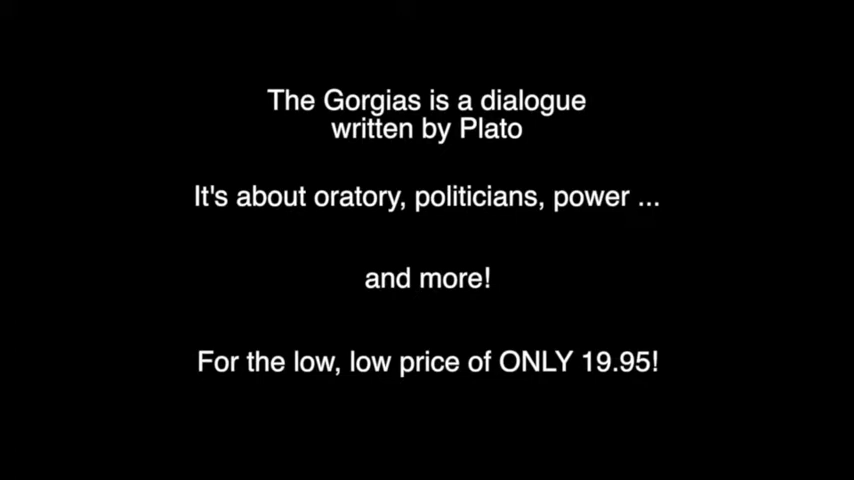 The Gorgias is a dialogue
written by Plato
It's about oratory, politicians, power ...
and more!
For the low, low price of ONLY 19.95!